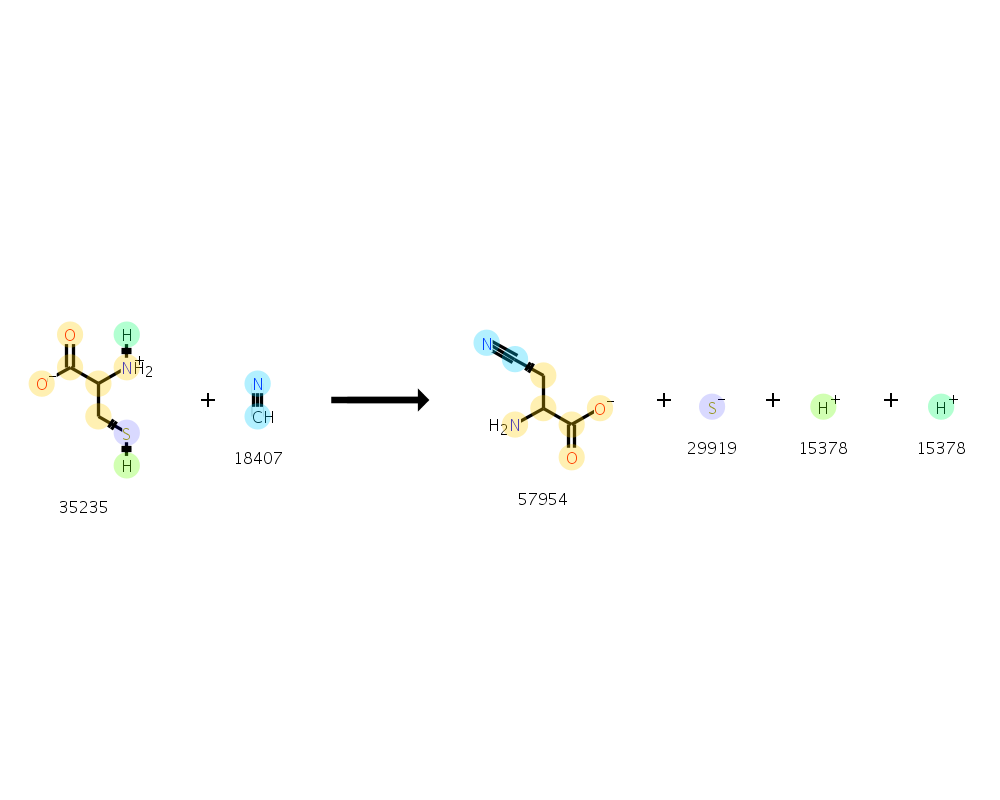 O H
O⁻ NH₂⁺
S
H
35235
+
N
CH
18407
N
H₂N
O⁻
O
57954
+
S⁻
29919
+
H⁺
15378
+
H⁺
15378